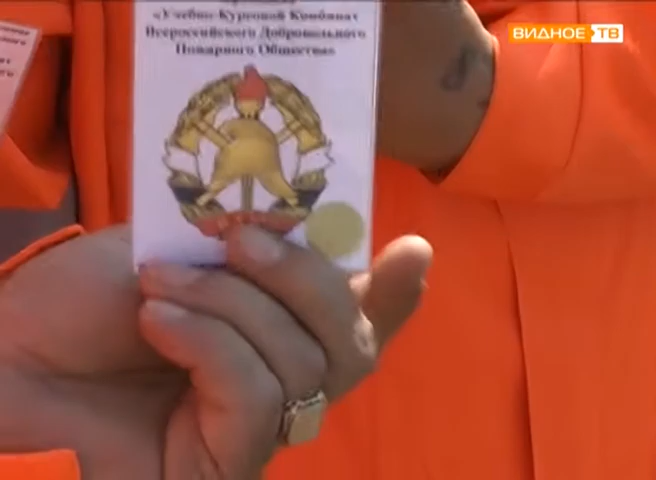 «Учебно-Курсовой Комбинат
Всероссийского Добровольного
Пожарного Общества»
ВИДНОЕ ТВ